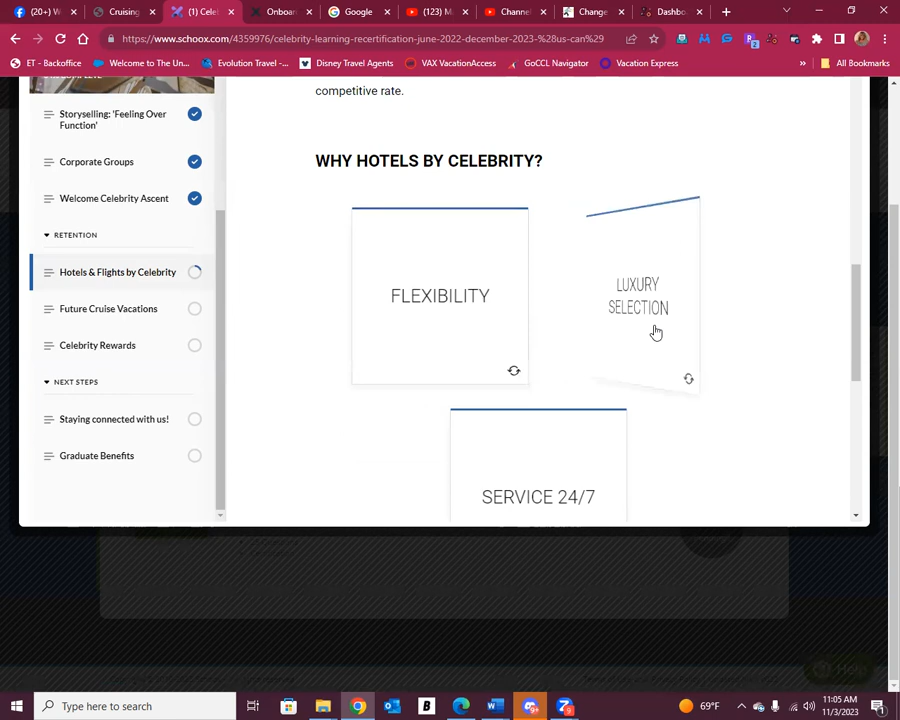 (20+) W
Cruising
(1) Cele
Onboar
Google
(123) M
Channel
Change
Dashbo
https://www.schoox.com/4359976/celebrity-learning-recertification-june-2022-december-2023-%28us-can%29
ET - Backoffice
Welcome to The Un...
Evolution Travel -...
Disney Travel Agents
VAX VacationAccess
GoCCL Navigator
Vacation Express
»
All Bookmarks
competitive rate.
Storyselling: 'Feeling Over
Function'
Corporate Groups
Welcome Celebrity Ascent
RETENTION
Hotels & Flights by Celebrity
Future Cruise Vacations
Celebrity Rewards
NEXT STEPS
Staying connected with us!
Graduate Benefits
WHY HOTELS BY CELEBRITY?
FLEXIBILITY
LUXURY
SELECTION
SERVICE 24/7
Help
Type here to search
69°F
11:05 AM
11/3/2023